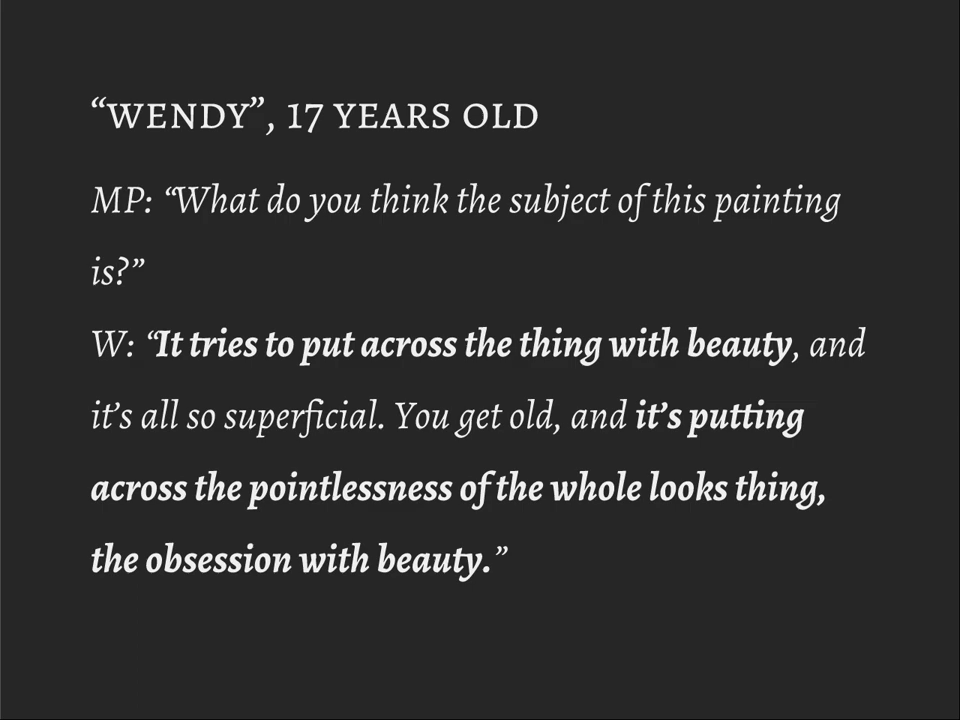 “WENDY”, 17 YEARS OLD
MP: “What do you think the subject of this painting
is?”
W: “It tries to put across the thing with beauty, and
it’s all so superficial. You get old, and it’s putting
across the pointlessness of the whole looks thing,
the obsession with beauty.”